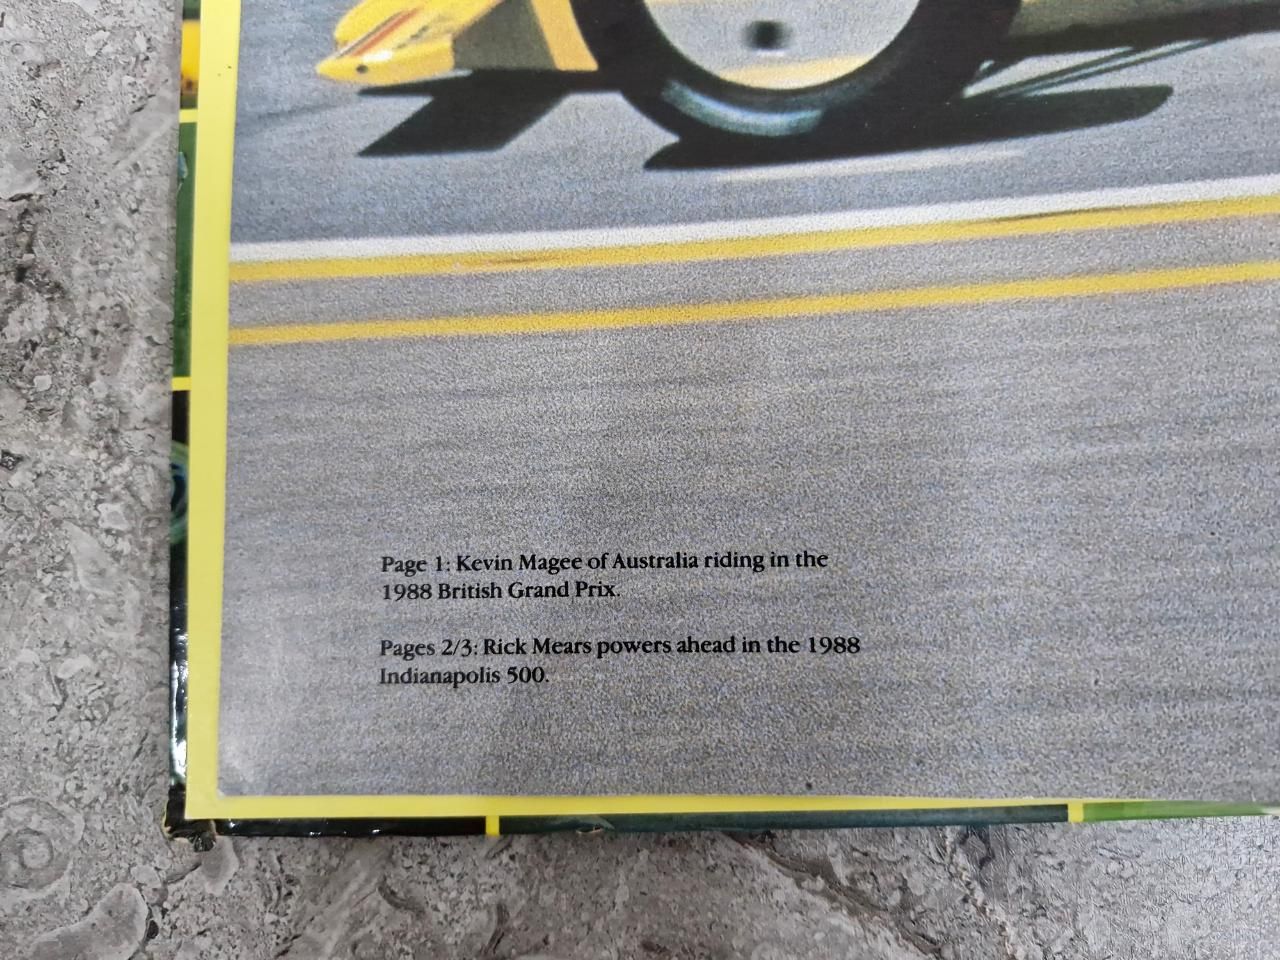 Page 1: Kevin Magee of Australia riding in the
1988 British Grand Prix.
Pages 2/3: Rick Mears powers ahead in the 1988
Indianapolis 500.